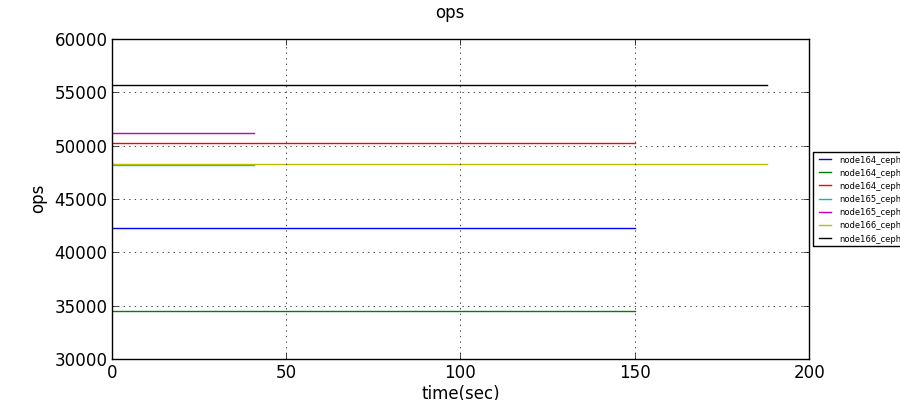 ops
60000
55000
50000
45000
40000
35000
30000
ops
0 50 100 150 200
time(sec)
node164_ceph
node164_ceph
node164_ceph
node165_ceph
node165_ceph
node166_ceph
node166_ceph